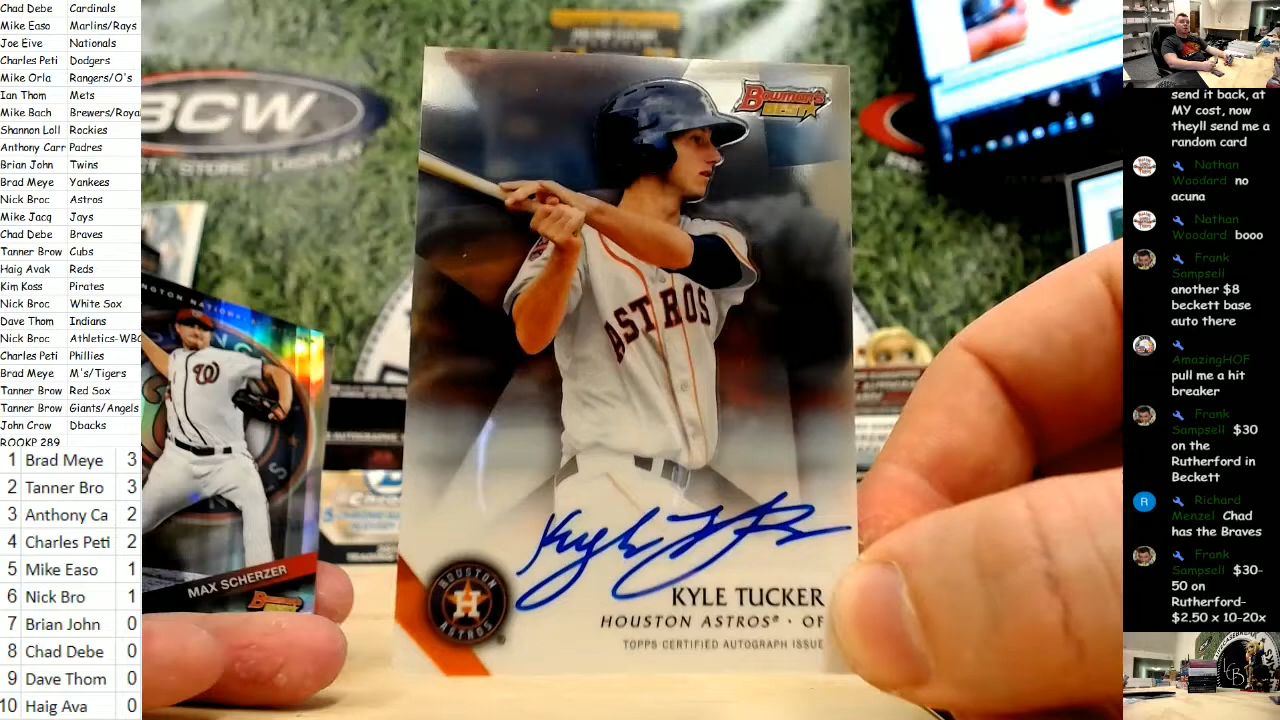 Chad Debe Cardinals
Mike Easo Marlins/Rays
Joe Eive Nationals
Charles Peti Dodgers
Mike Orla Rangers/O's
Ian Thom Mets
Mike Bach Brewers/Roya
Shannon Loll Rockies
Anthony Carr Padres
Brian John Twins
Brad Meye Yankees
Nick Broc Astros
Mike Jacq Jays
Chad Debe Braves
Tanner Brow Cubs
Haig Avak Reds
Kim Koss Pirates
Nick Broc White Sox
Dave Thom Indians
Nick Broc Athletics-WBC
Charles Peti Phillies
Brad Meye M's/Tigers
Tanner Brow Red Sox
Tanner Brow Giants/Angels
John Crow Dbacks
ROOKP 289
1 Brad Meye 3
2 Tanner Bro 3
3 Anthony Ca 2
4 Charles Peti 2
5 Mike Easo 1
6 Nick Bro 1
7 Brian John 0
8 Chad Debe 0
9 Dave Thom 0
10 Haig Ava 0
BCW
STORE DISPLAY
W
MAX SCHERZER
BOWMAN'S BEST
BOWMAN'S BEST
ASTROS
Kyle Tucker
HOUSTON
H
ASTROS
KYLE TUCKER
HOUSTON ASTROS® · OF
TOPPS CERTIFIED AUTOGRAPH ISSUE
send it back, at
MY cost, now
theyll send me a
random card
Nathan
Woodard no
acuna
Nathan
Woodard booo
Frank
Sampsell
another $8
beckett base
auto there
AmazingHOF
pull me a hit
breaker
Frank
Sampsell $30
on the
Rutherford in
Beckett
R Richard
Menzel Chad
has the Braves
Frank
Sampsell $30-
50 on
Rutherford-
$2.50 x 10-20x